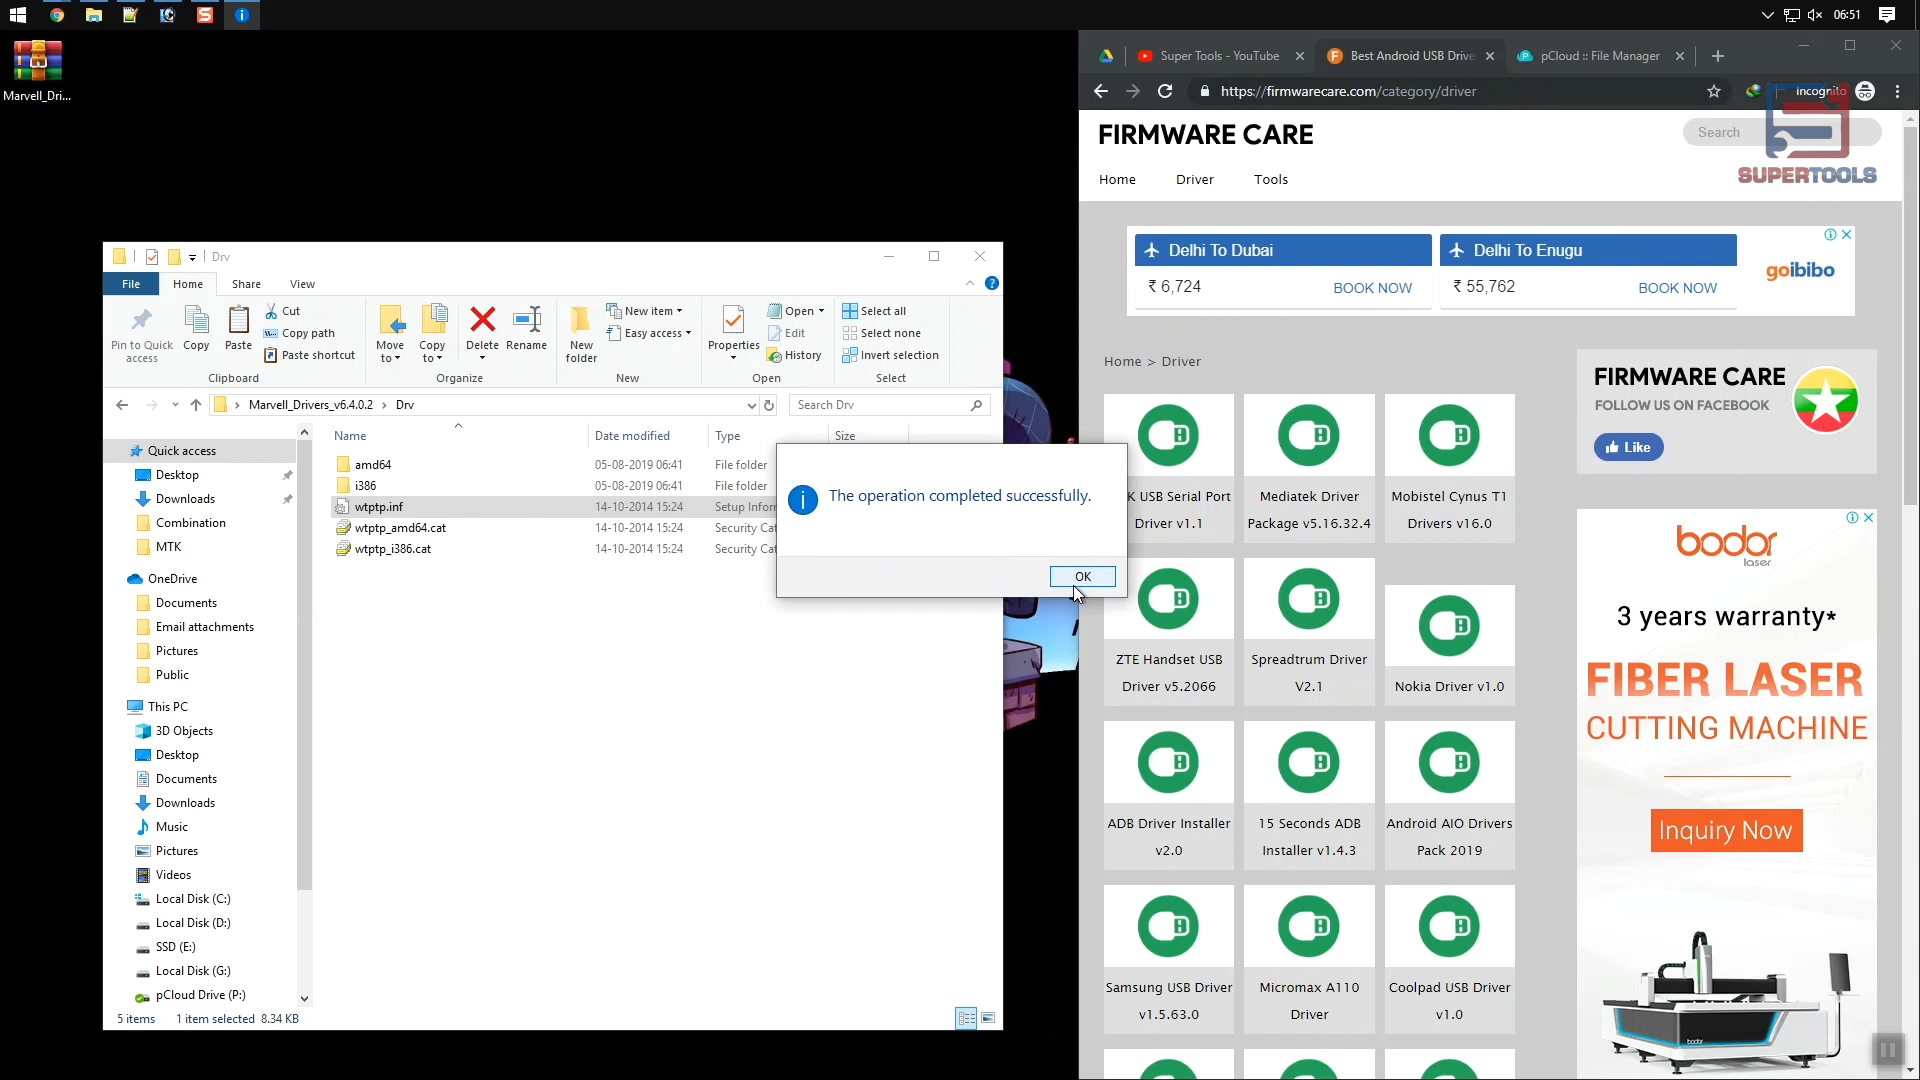 06:51
Marvell_Dri...
Drv
File
Home
Share
View
Pin to Quick
access
Copy
Paste
Cut
Copy path
Paste shortcut
Clipboard
Move
to
Copy
to
Delete
Rename
Organize
New
folder
New item
Easy access
New
Properties
Open
Edit
History
Open
Select all
Select none
Invert selection
Select
Marvell_Drivers_v6.4.0.2 > Drv
Search Drv
Name
Date modified
Type
Size
amd64
05-08-2019 06:41
File folder
i386
05-08-2019 06:41
File folder
wtptp.inf
14-10-2014 15:24
Setup Infor
wtptp_amd64.cat
14-10-2014 15:24
Security Cat
wtptp_i386.cat
14-10-2014 15:24
Security Cat
Quick access
Desktop
Downloads
Combination
MTK
OneDrive
Documents
Email attachments
Pictures
Public
This PC
3D Objects
Desktop
Documents
Downloads
Music
Pictures
Videos
Local Disk (C:)
Local Disk (D:)
SSD (E:)
Local Disk (G:)
pCloud Drive (P:)
5 items
1 item selected 8.34 KB
The operation completed successfully.
OK
Super Tools - YouTube
Best Android USB Drive
pCloud :: File Manager
https://firmwarecare.com/category/driver
Incognito
FIRMWARE CARE
Search
SUPERTOOLS
Home
Driver
Tools
Delhi To Dubai
₹ 6,724
BOOK NOW
Delhi To Enugu
₹ 55,762
BOOK NOW
goibibo
Home > Driver
K USB Serial Port
Driver v1.1
Mediatek Driver
Package v5.16.32.4
Mobistel Cynus T1
Drivers v16.0
ZTE Handset USB
Driver v5.2066
Spreadtrum Driver
V2.1
Nokia Driver v1.0
ADB Driver Installer
v2.0
15 Seconds ADB
Installer v1.4.3
Android AIO Drivers
Pack 2019
Samsung USB Driver
v1.5.63.0
Micromax A110
Driver
Coolpad USB Driver
v1.0
FIRMWARE CARE
FOLLOW US ON FACEBOOK
Like
bodor
laser
3 years warranty*
FIBER LASER
CUTTING MACHINE
Inquiry Now
bodor